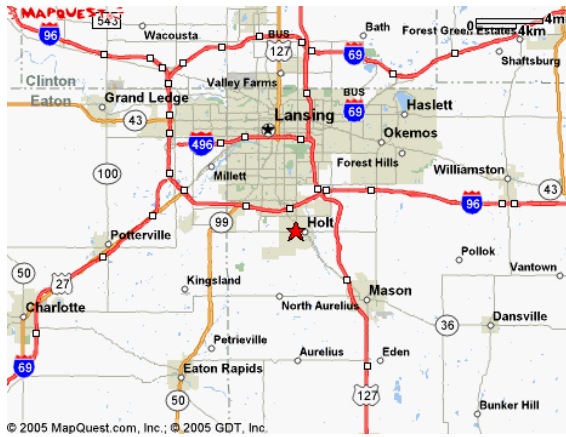 MAPQUEST
543
Wacousta
96
BUS
127
Bath
0 4m
4km
Forest Green Estates
Shaftsburg
69
Clinton
Eaton
Valley Farms
Grand Ledge
BUS
69
Haslett
43
Lansing
Okemos
496
Forest Hills
100
Millett
Williamston
43
96
99
Holt
Potterville
Pollok
Vantown
50
27
Kingsland
Charlotte
North Aurelius
Mason
36
Dansville
Petrieville
Aurelius
Eden
69
Eaton Rapids
50
127
Bunker Hill
© 2005 MapQuest.com, Inc.; © 2005 GDT, Inc.